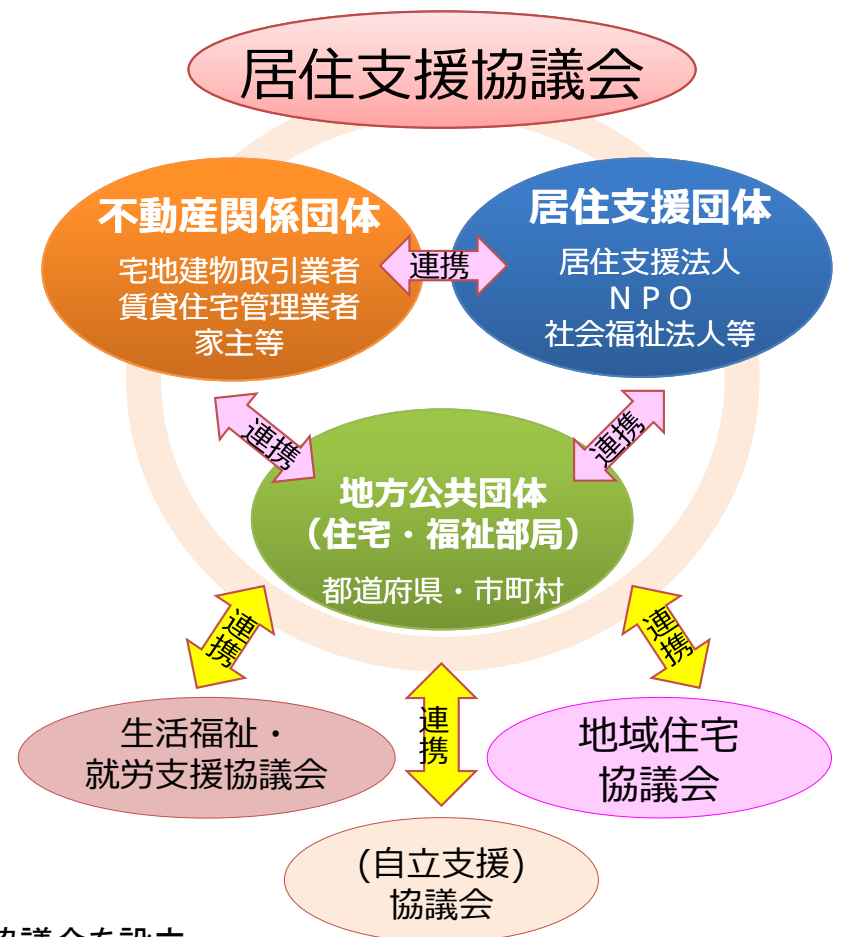 居住支援協議会
不動産関係団体
宅地建物取引業者
賃貸住宅管理業者
家主等
連携
居住支援団体
居住支援法人
ＮＰＯ
社会福祉法人等
連携
連携
地方公共団体
（住宅・福祉部局）
都道府県・市町村
連携
連携
連携
生活福祉・
就労支援協議会
地域住宅
協議会
(自立支援)
協議会